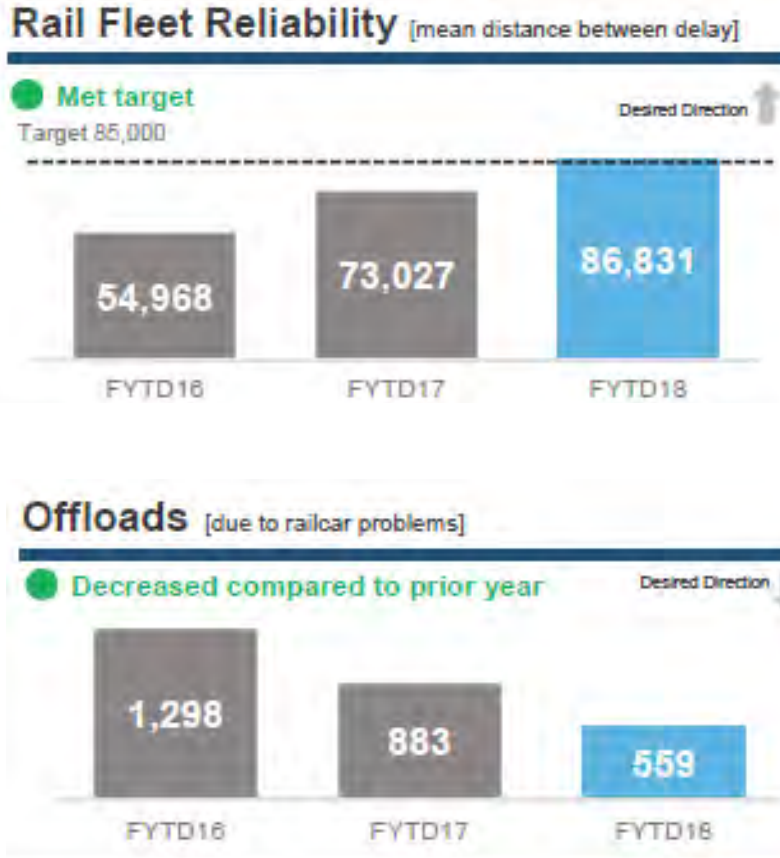 Rail Fleet Reliability [mean distance between delay]
Met target
Desired Direction
Target 85,000
54,968
73,027
86,831
FYTD16
FYTD17
FYTD18
Offloads [due to railcar problems]
Decreased compared to prior year
Desired Direction
1,298
883
559
FYTD16
FYTD17
FYTD18